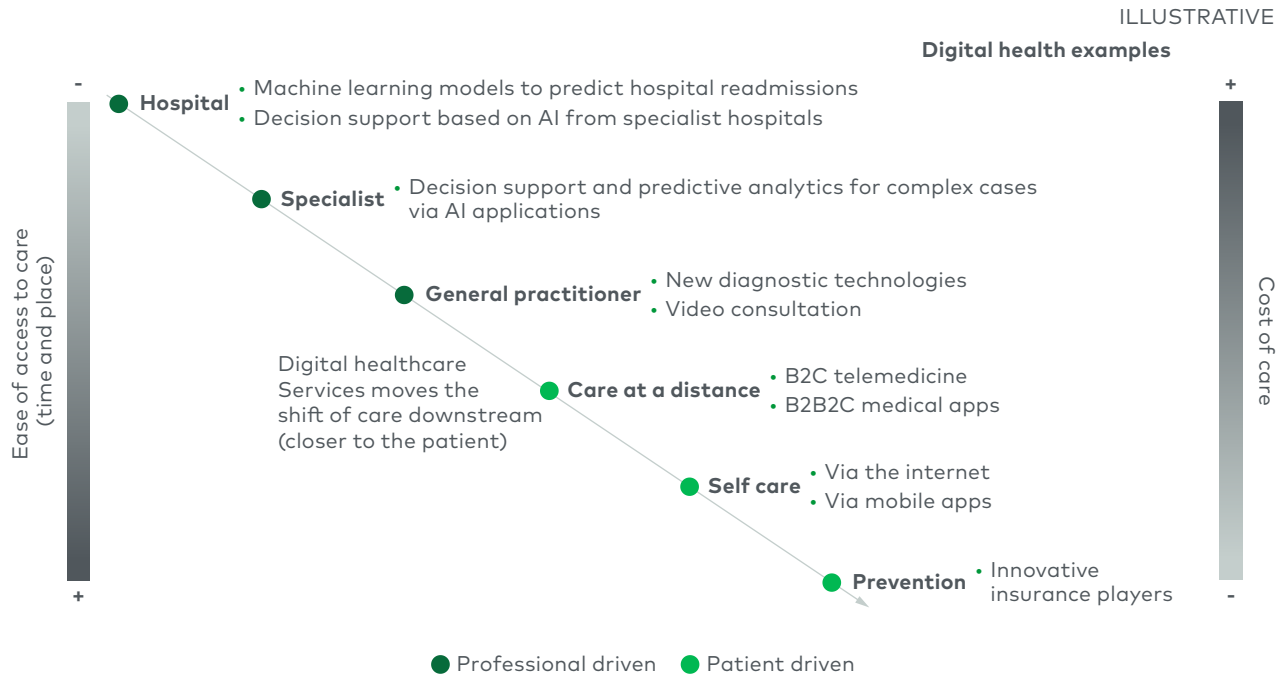 ILLUSTRATIVE
Digital health examples
-
+
Hospital
• Machine learning models to predict hospital readmissions
• Decision support based on AI from specialist hospitals
Specialist
• Decision support and predictive analytics for complex cases
via AI applications
Ease of access to care
(time and place)
General practitioner
• New diagnostic technologies
• Video consultation
Cost of care
Digital healthcare
Services moves the
shift of care downstream
(closer to the patient)
Care at a distance
• B2C telemedicine
• B2B2C medical apps
Self care
• Via the internet
• Via mobile apps
Prevention
• Innovative
insurance players
+
-
Professional driven
Patient driven